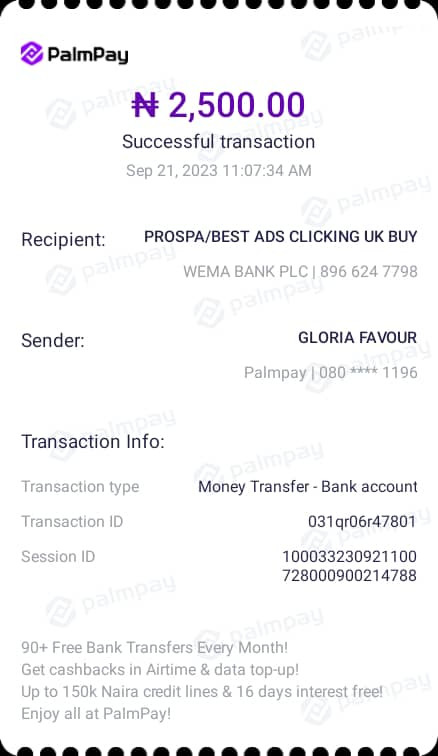 PalmPay
₦ 2,500.00
Successful transaction
Sep 21, 2023 11:07:34 AM
Recipient: PROSPA/BEST ADS CLICKING UK BUY
WEMA BANK PLC | 896 624 7798
Sender: GLORIA FAVOUR
Palmpay | 080 **** 1196
Transaction Info:
Transaction type Money Transfer - Bank account
Transaction ID 031qr06r47801
Session ID 100033230921100
728000900214788
90+ Free Bank Transfers Every Month!
Get cashbacks in Airtime & data top-up!
Up to 150k Naira credit lines & 16 days interest free!
Enjoy all at PalmPay!